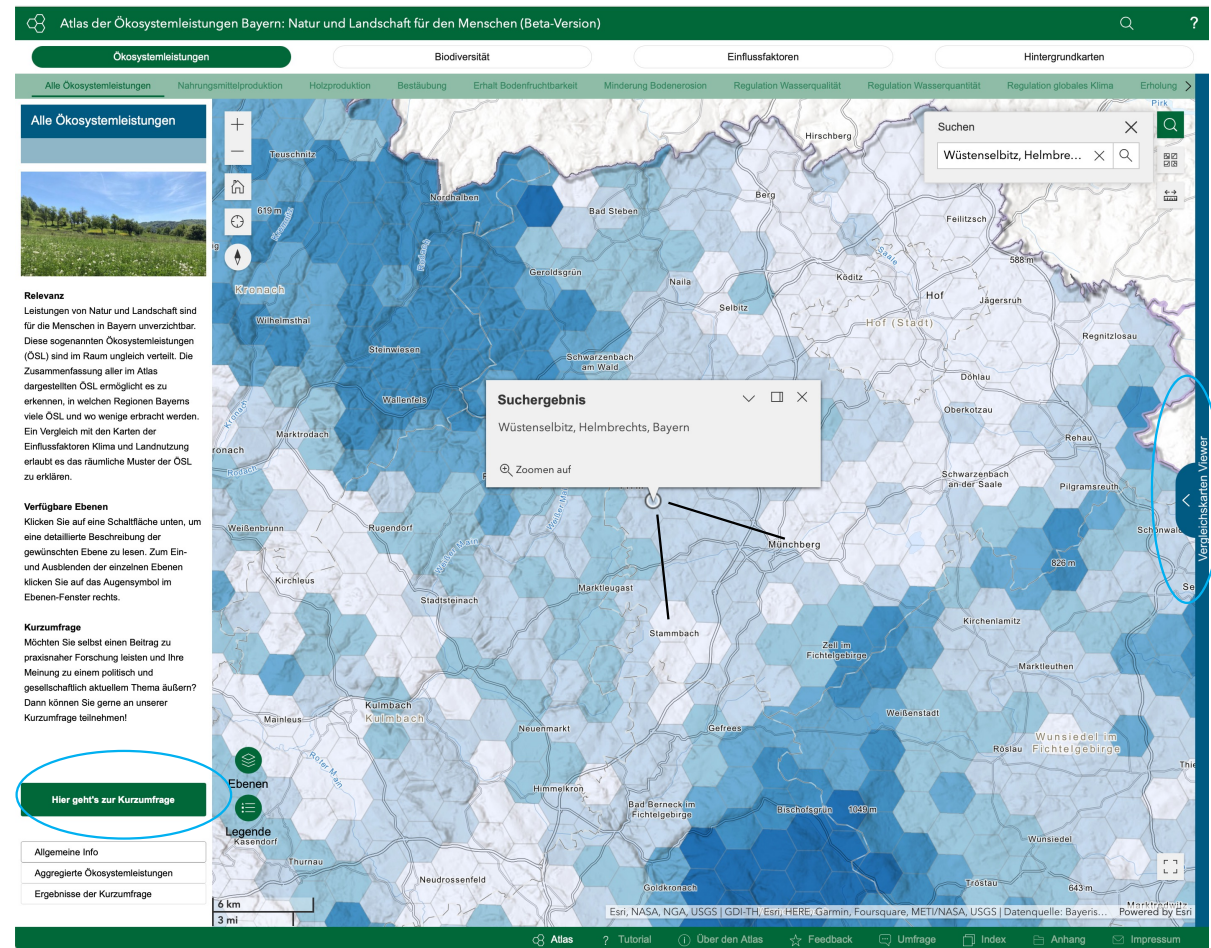 Atlas der Ökosystemleistungen Bayern: Natur und Landschaft für den Menschen (Beta-Version)
?
Ökosystemleistungen
Biodiversität
Einflussfaktoren
Hintergrundkarten
Alle Ökosystemleistungen
Nahrungsmittelproduktion
Holzproduktion
Bestäubung
Erhalt Bodenfruchtbarkeit
Minderung Bodenerosion
Regulation Wasserqualität
Regulation Wasserquantität
Regulation globales Klima
Erholung
Alle Ökosystemleistungen
Relevanz
Leistungen von Natur und Landschaft sind
für die Menschen in Bayern unverzichtbar.
Diese sogenannten Ökosystemleistungen
(ÖSL) sind im Raum ungleich verteilt. Die
Zusammenfassung aller im Atlas
dargestellten ÖSL ermöglicht es zu
erkennen, in welchen Regionen Bayerns
viele ÖSL und wo wenige erbracht werden.
Ein Vergleich mit den Karten der
Einflussfaktoren Klima und Landnutzung
erlaubt es das räumliche Muster der ÖSL
zu erklären.
Verfügbare Ebenen
Klicken Sie auf eine Schaltfläche unten, um
eine detaillierte Beschreibung der
gewünschten Ebene zu lesen. Zum Ein-
und Ausblenden der einzelnen Ebenen
klicken Sie auf das Augensymbol im
Ebenen-Fenster rechts.
Kurzumfrage
Möchten Sie selbst einen Beitrag zu
praxisnaher Forschung leisten und Ihre
Meinung zu einem politisch und
gesellschaftlich aktuellem Thema äußern?
Dann können Sie gerne an unserer
Kurzumfrage teilnehmen!
Hier geht's zur Kurzumfrage
Allgemeine Info
Aggregierte Ökosystemleistungen
Ergebnisse der Kurzumfrage
Suchen
Wüstenselbitz, Helmbre...
Pirk
Hirschberg
Teuschnitz
Nordhalben
Berg
619 m
Bad Steben
Feilitzsch
Saale
588 m
Rodach
Geroldsgrün
Naila
Köditz
Kronach
Selbitz
Hof
Jägersruh
Wilhelmsthal
Hof (Stadt)
Regnitzlosau
Steinwiesen
Schwarzenbach
am Wald
Döhlau
Wallenfels
Suchergebnis
Wüstenselbitz, Helmbrechts, Bayern
Zoomen auf
Oberkotzau
Kronach
Marktrodach
Rehau
ronach
Rodach
Schwarzenbach
an der Saale
Pilgramsreuth
Vergleichskarten Viewer
Weißenbrunn
Rugendorf
Münchberg
Schönwald
826 m
Kirchleus
Stadtsteinach
Marktleugast
Se
Kirchenlamitz
Stammbach
Zell im
Fichtelgebirge
Marktleuthen
Kulmbach
Kulmbach
Mainleus
Weißenstadt
Neuenmarkt
Gefrees
Wunsiedel im
Fichtelgebirge
Röslau
Roter Main
Thie
Ebenen
Himmelkron
Bad Berneck im
Fichtelgebirge
Bischofsgrün
1049 m
Legende
Kasendorf
Wunsiedel
Thurnau
Neudrossenfeld
Goldkronach
Tröstau
643 m
Marktredwitz
6 km
3 mi
Esri, NASA, NGA, USGS | GDI-TH, Esri, HERE, Garmin, Foursquare, METI/NASA, USGS | Datenquelle: Bayeris...
Powered by Esri
Atlas
? Tutorial
Über den Atlas
Feedback
Umfrage
Index
Anhang
Impressum